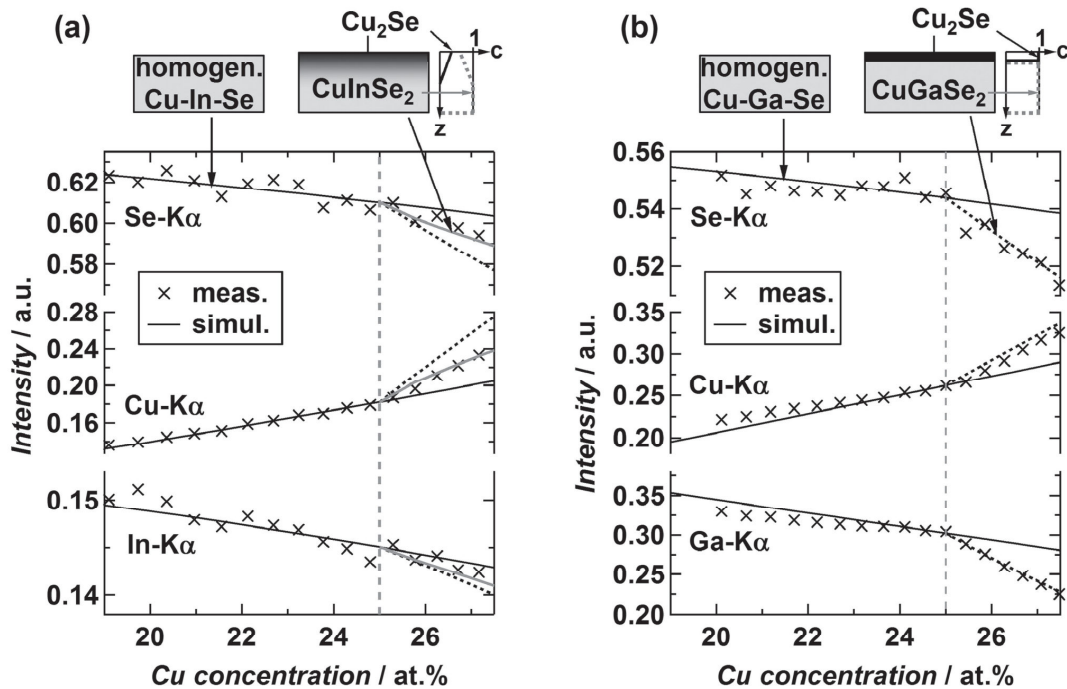 (a)
Cu₂Se
1
c
z
homogen.
Cu-In-Se
CuInSe₂
0.62
0.60
0.58
Se-Kα
× meas.
— simul.
0.28
0.24
0.20
0.16
Cu-Kα
0.15
0.14
In-Kα
Intensity / a.u.
20 22 24 26
Cu concentration / at.%
(b)
Cu₂Se
1
c
z
homogen.
Cu-Ga-Se
CuGaSe₂
0.56
0.54
0.52
Se-Kα
× meas.
— simul.
0.35
0.30
0.25
0.20
Cu-Kα
0.35
0.30
0.25
0.20
Ga-Kα
Intensity / a.u.
20 22 24 26
Cu concentration / at.%